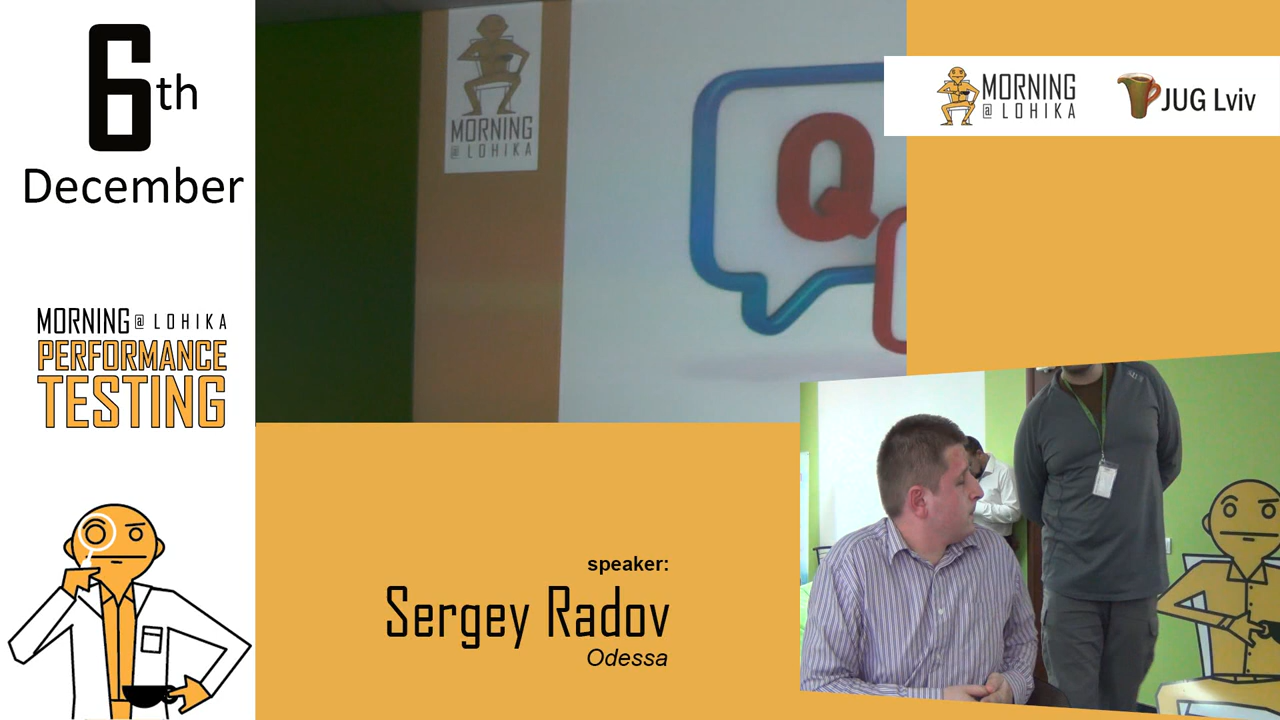 6th
December
MORNING @ LOHIKA
PERFORMANCE
TESTING
MORNING
@ LOHIKA
Q
MORNING
@ LOHIKA
JUG Lviv
speaker:
Sergey Radov
Odessa